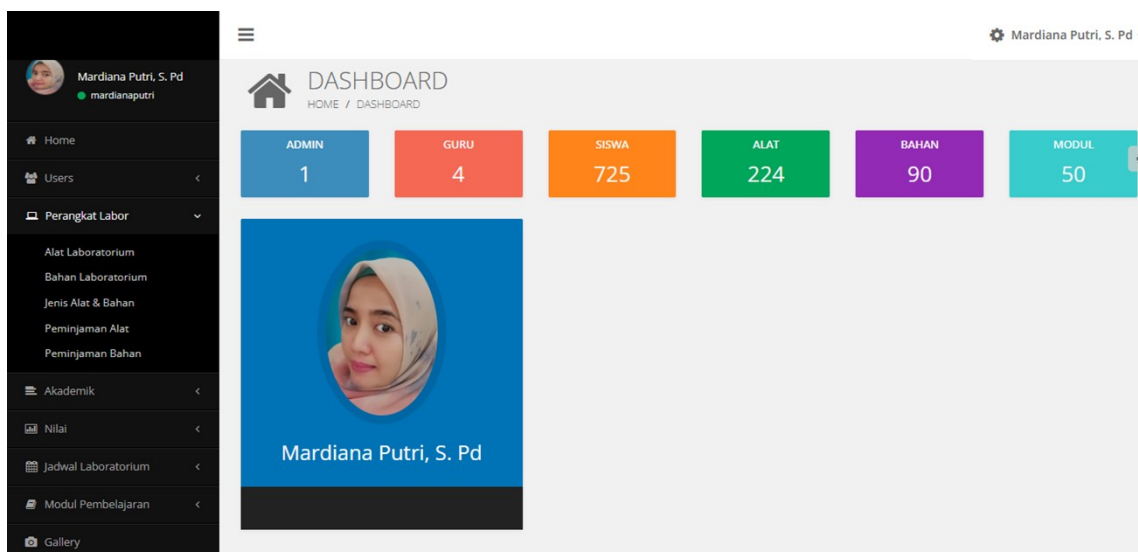 Mardiana Putri, S. Pd
Mardiana Putri, S. Pd
mardianaputri
DASHBOARD
HOME / DASHBOARD
Home
Users
Perangkat Labor
Alat Laboratorium
Bahan Laboratorium
Jenis Alat & Bahan
Peminjaman Alat
Peminjaman Bahan
Akademik
Nilai
Jadwal Laboratorium
Modul Pembelajaran
Gallery
ADMIN
1
GURU
4
SISWA
725
ALAT
224
BAHAN
90
MODUL
50
Mardiana Putri, S. Pd